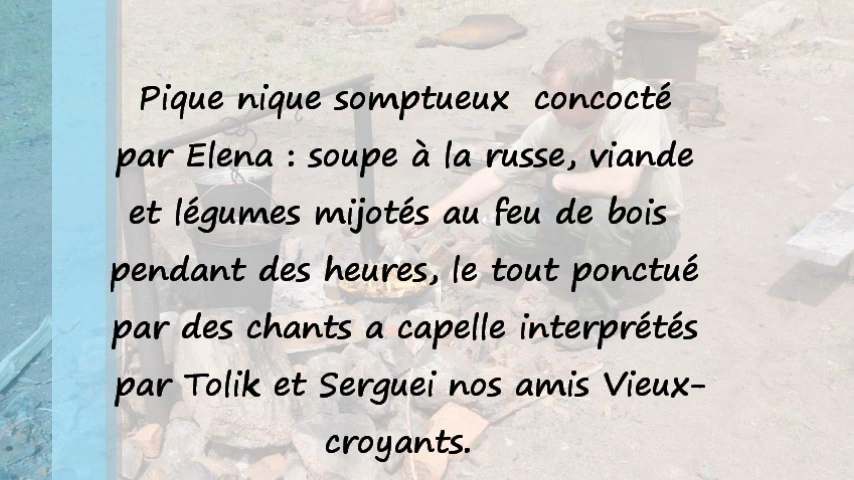 Pique nique somptueux  concocté
par Elena : soupe à la russe, viande
et légumes mijotés au feu de bois
pendant des heures, le tout ponctué
par des chants a capelle interprétés
par Tolik et Serguei nos amis Vieux-
croyants.